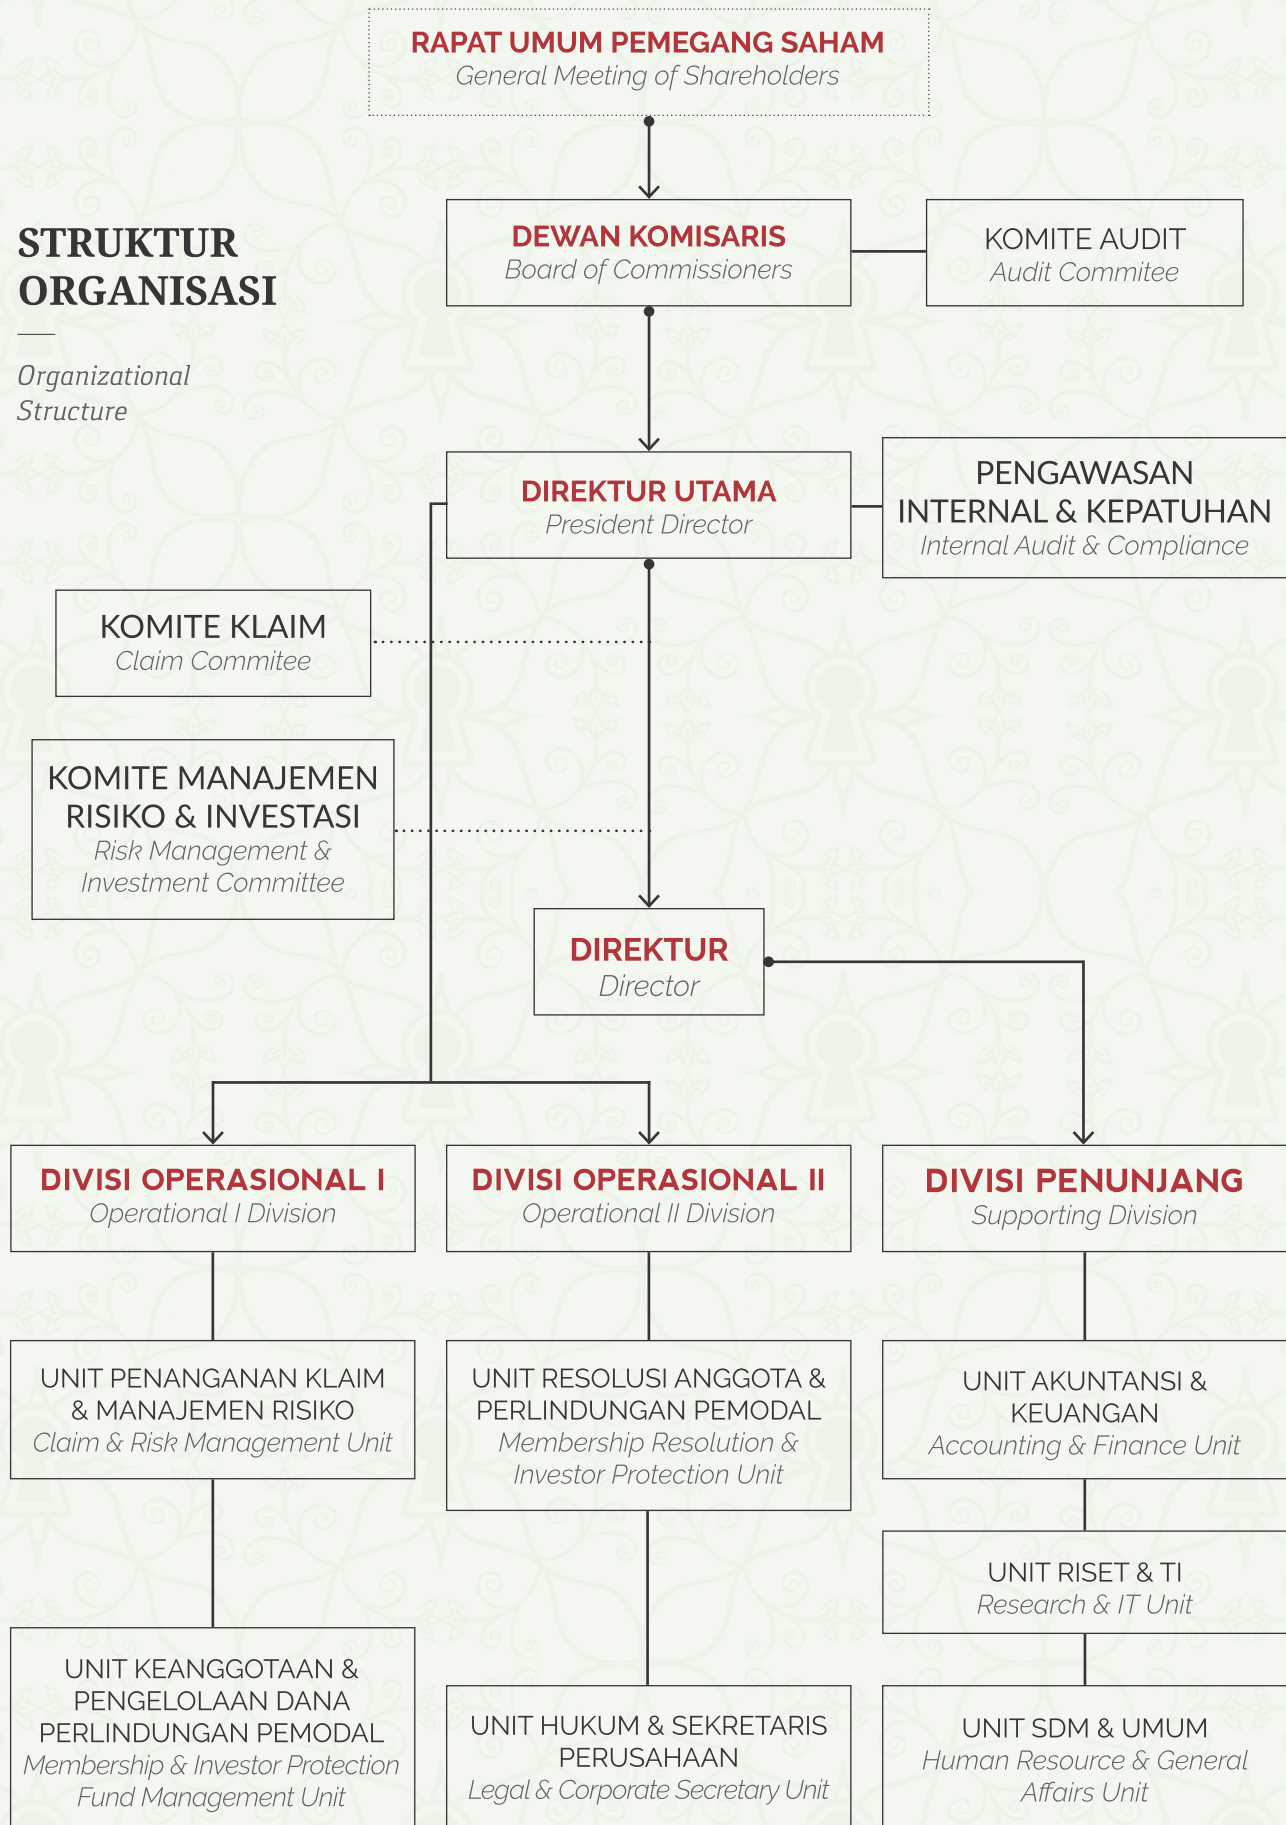 RAPAT UMUM PEMEGANG SAHAM
General Meeting of Shareholders
STRUKTUR
ORGANISASI
Organizational
Structure
DEWAN KOMISARIS
Board of Commissioners
KOMITE AUDIT
Audit Commitee
DIREKTUR UTAMA
President Director
PENGAWASAN
INTERNAL & KEPATUHAN
Internal Audit & Compliance
KOMITE KLAIM
Claim Commitee
KOMITE MANAJEMEN
RISIKO & INVESTASI
Risk Management &
Investment Committee
DIREKTUR
Director
DIVISI OPERASIONAL I
Operational I Division
DIVISI OPERASIONAL II
Operational II Division
DIVISI PENUNJANG
Supporting Division
UNIT PENANGANAN KLAIM
& MANAJEMEN RISIKO
Claim & Risk Management Unit
UNIT RESOLUSI ANGGOTA &
PERLINDUNGAN PEMODAL
Membership Resolution &
Investor Protection Unit
UNIT AKUNTANSI &
KEUANGAN
Accounting & Finance Unit
UNIT RISET & TI
Research & IT Unit
UNIT KEANGGOTAAN &
PENGELOLAAN DANA
PERLINDUNGAN PEMODAL
Membership & Investor Protection
Fund Management Unit
UNIT HUKUM & SEKRETARIS
PERUSAHAAN
Legal & Corporate Secretary Unit
UNIT SDM & UMUM
Human Resource & General
Affairs Unit